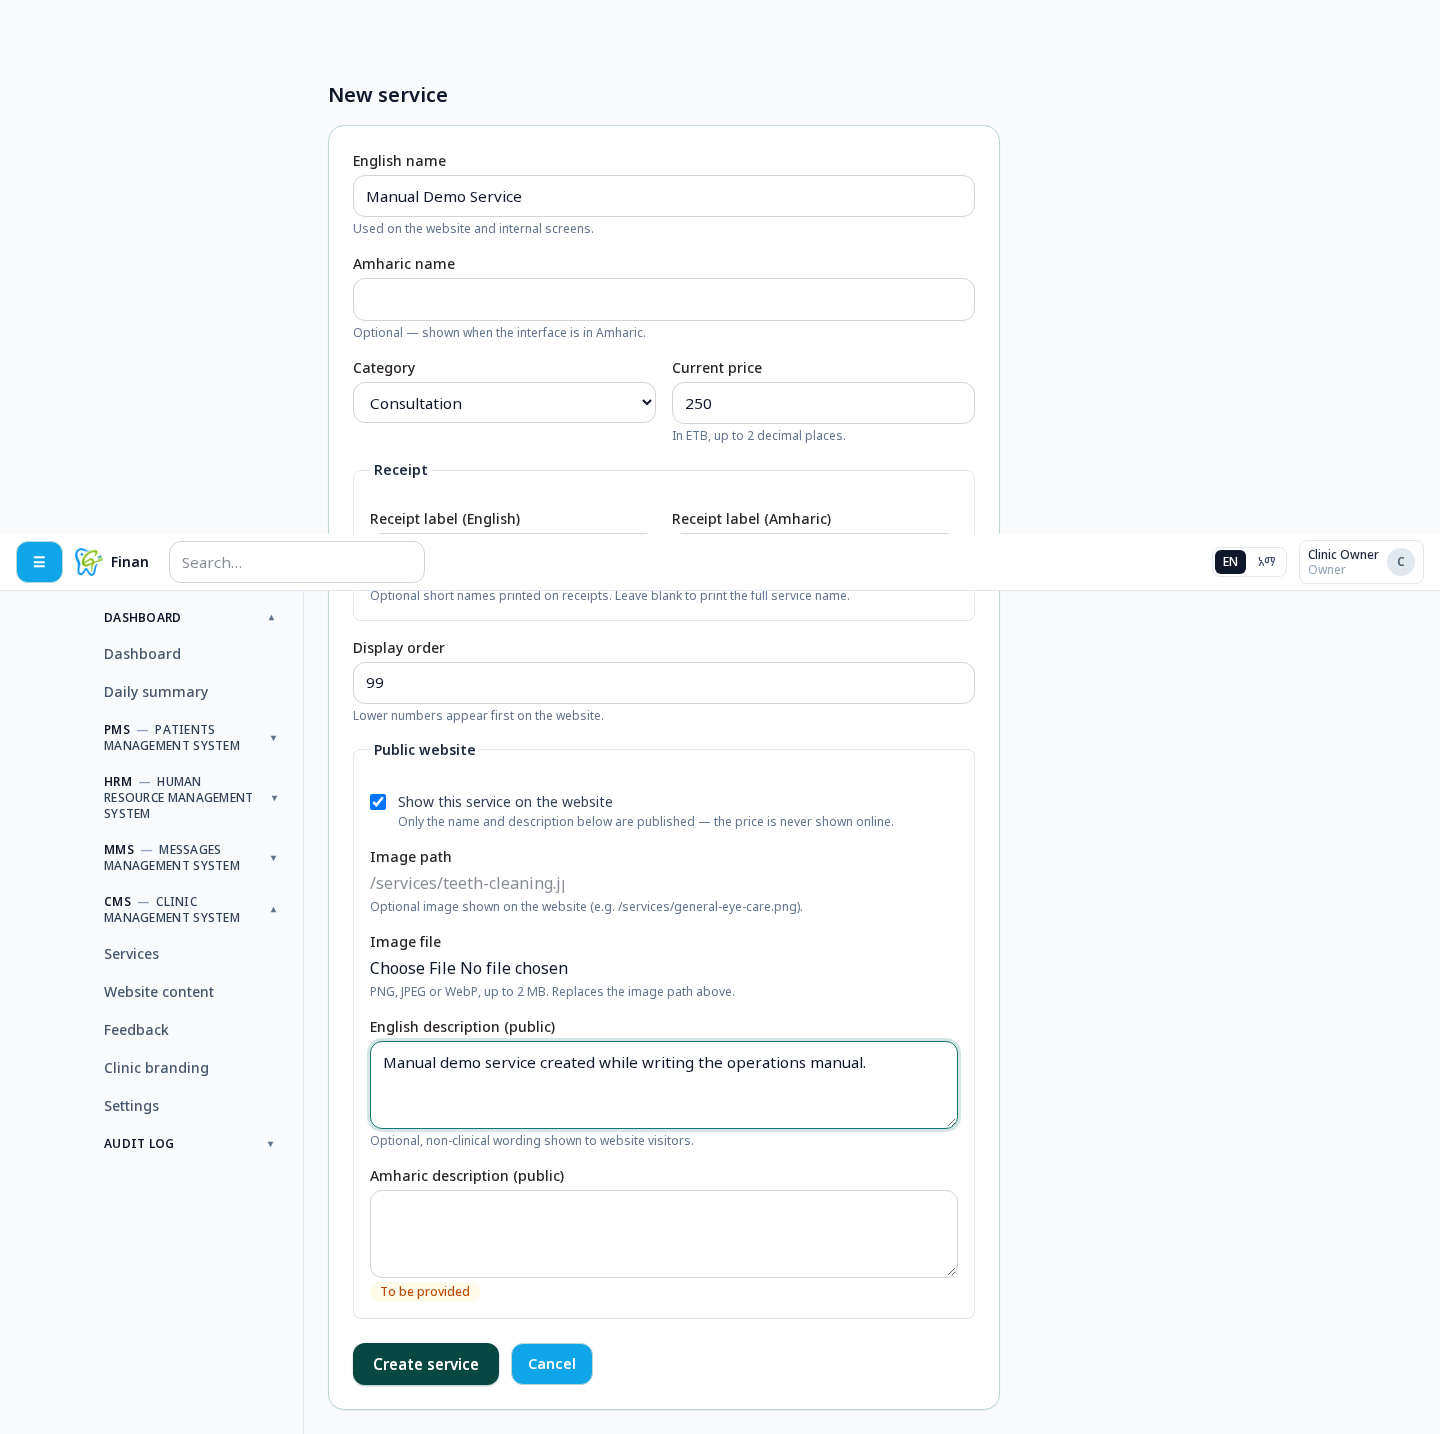 New service
English name
Manual Demo Service
Used on the website and internal screens.
Amharic name
Optional — shown when the interface is in Amharic.
Category
Current price
Consultation
250
In ETB, up to 2 decimal places.
Receipt
Receipt label (English)
Receipt label (Amharic)
☰
Finan
Search...
EN
አማ
Clinic Owner
Owner
C
Optional short names printed on receipts. Leave blank to print the full service name.
DASHBOARD
Dashboard
Daily summary
PMS — PATIENTS
MANAGEMENT SYSTEM
HRM — HUMAN
RESOURCE MANAGEMENT
SYSTEM
MMS — MESSAGES
MANAGEMENT SYSTEM
CMS — CLINIC
MANAGEMENT SYSTEM
Services
Website content
Feedback
Clinic branding
Settings
AUDIT LOG
Display order
99
Lower numbers appear first on the website.
Public website
Show this service on the website
Only the name and description below are published — the price is never shown online.
Image path
/services/teeth-cleaning.j
Optional image shown on the website (e.g. /services/general-eye-care.png).
Image file
Choose File No file chosen
PNG, JPEG or WebP, up to 2 MB. Replaces the image path above.
English description (public)
Manual demo service created while writing the operations manual.
Optional, non-clinical wording shown to website visitors.
Amharic description (public)
To be provided
Create service
Cancel